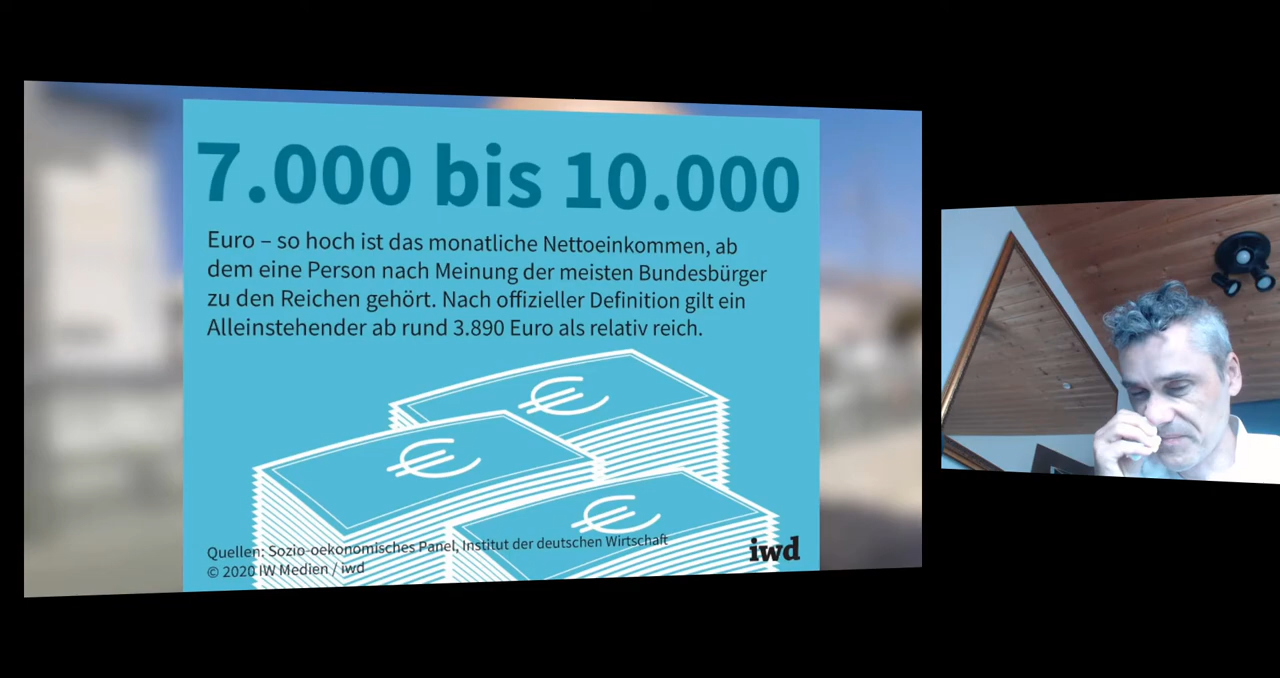 7.000 bis 10.000
Euro – so hoch ist das monatliche Nettoeinkommen, ab
dem eine Person nach Meinung der meisten Bundesbürger
zu den Reichen gehört. Nach offizieller Definition gilt ein
Alleinstehender ab rund 3.890 Euro als relativ reich.
Quellen: Sozio-oekonomisches Panel, Institut der deutschen Wirtschaft
© 2020 IW Medien / iwd
iwd